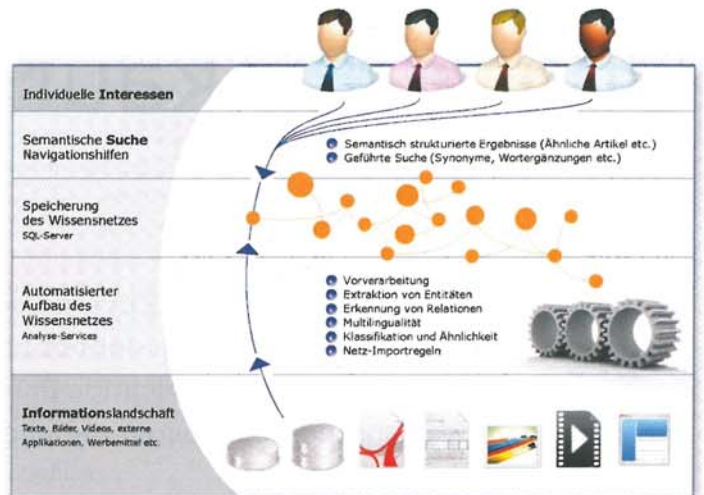 Individuelle Interessen
Semantische Suche
Navigationshilfen
Semantisch strukturierte Ergebnisse (Ähnliche Artikel etc.)
Geführte Suche (Synonyme, Wortergänzungen etc.)
Speicherung
des Wissensnetzes
SQL-Server
Automatisierter
Aufbau des
Wissensnetzes
Analyse-Services
Vorverarbeitung
Extraktion von Entitäten
Erkennung von Relationen
Multilingualität
Klassifikation und Ähnlichkeit
Netz-Importregeln
Informationslandschaft
Texte, Bilder, Videos, externe
Applikationen, Werbemittel etc.